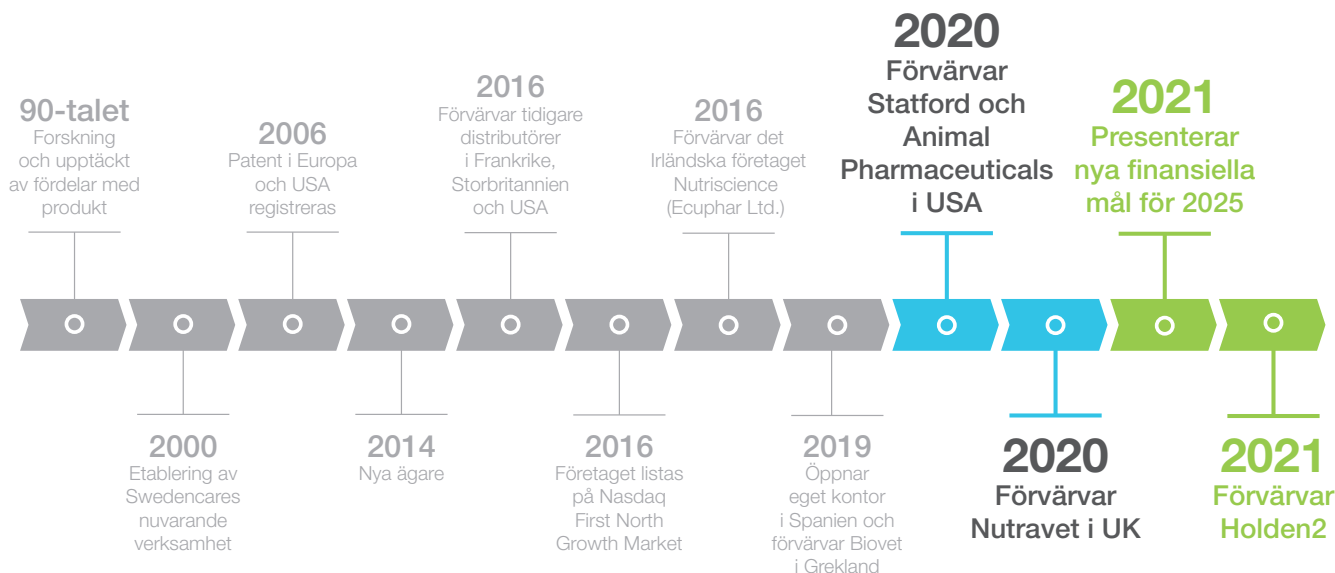 90-talet
Forskning
och upptäckt
av fördelar med
produkt
2000
Etablering av
Swedencares
nuvarande
verksamhet
2006
Patent i Europa
och USA
registreras
2014
Nya ägare
2016
Förvärvar tidigare
distributörer
i Frankrike,
Storbritannien
och USA
2016
Företaget listas
på Nasdaq
First North
Growth Market
2016
Förvärvar det
Irländska företaget
Nutriscience
(Ecuphar Ltd.)
2019
Öppnar
eget kontor
i Spanien och
förvärvar Biovet
i Grekland
2020
Förvärvar
Statford och
Animal
Pharmaceuticals
i USA
2020
Förvärvar
Nutravet i UK
2021
Presenterar
nya finansiella
mål för 2025
2021
Förvärvar
Holden2